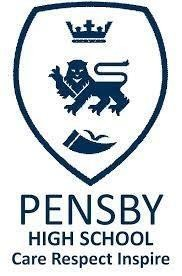 PENSBY
HIGH SCHOOL
Care Respect Inspire